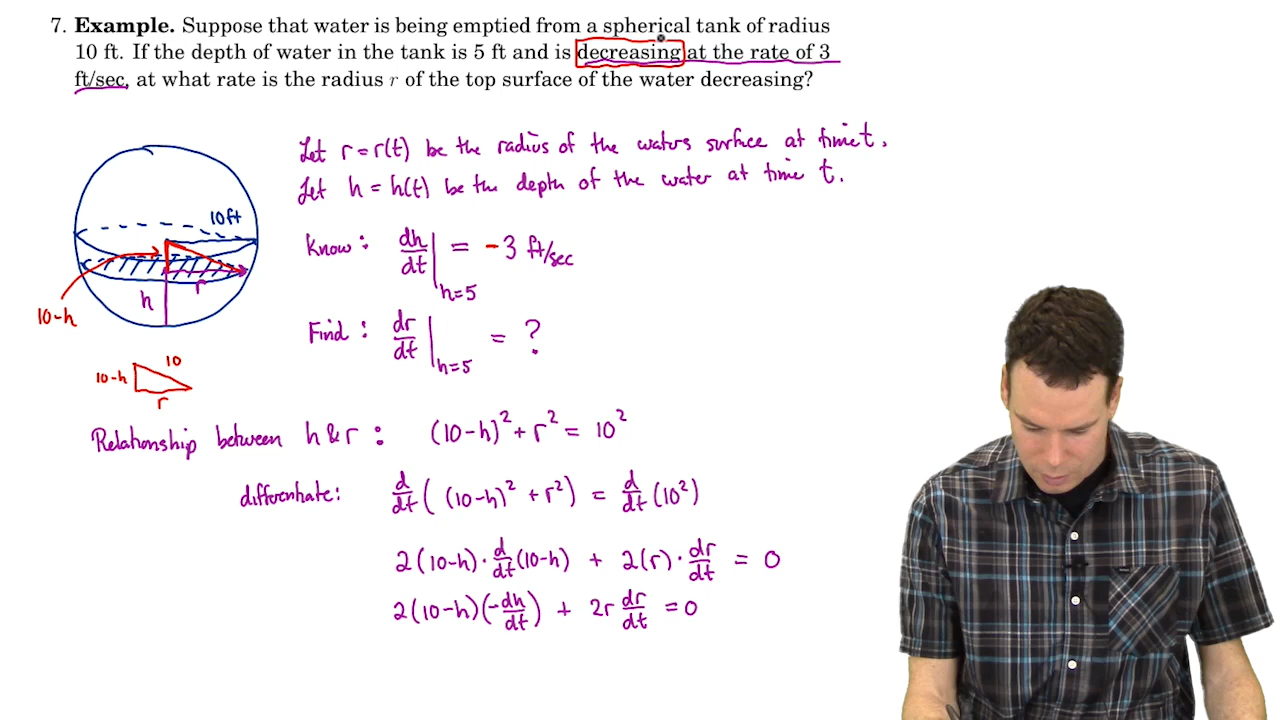 7. Example. Suppose that water is being emptied from a spherical tank of radius
10 ft. If the depth of water in the tank is 5 ft and is decreasing at the rate of 3
ft/sec, at what rate is the radius r of the top surface of the water decreasing?
Let r = r(t) be the radius of the waters surface at time t.
Let h = h(t) be the depth of the water at time t.
10 ft
r
h
10-h
10
10-h
r
Know: dh/dt |h=5 = -3 ft/sec
Find: dr/dt |h=5 = ?
Relationship between h & r: (10-h)² + r² = 10²
differentiate: d/dt ( (10-h)² + r² ) = d/dt (10²)
2(10-h) · d/dt (10-h) + 2(r) · dr/dt = 0
2(10-h)(-dh/dt) + 2r dr/dt = 0